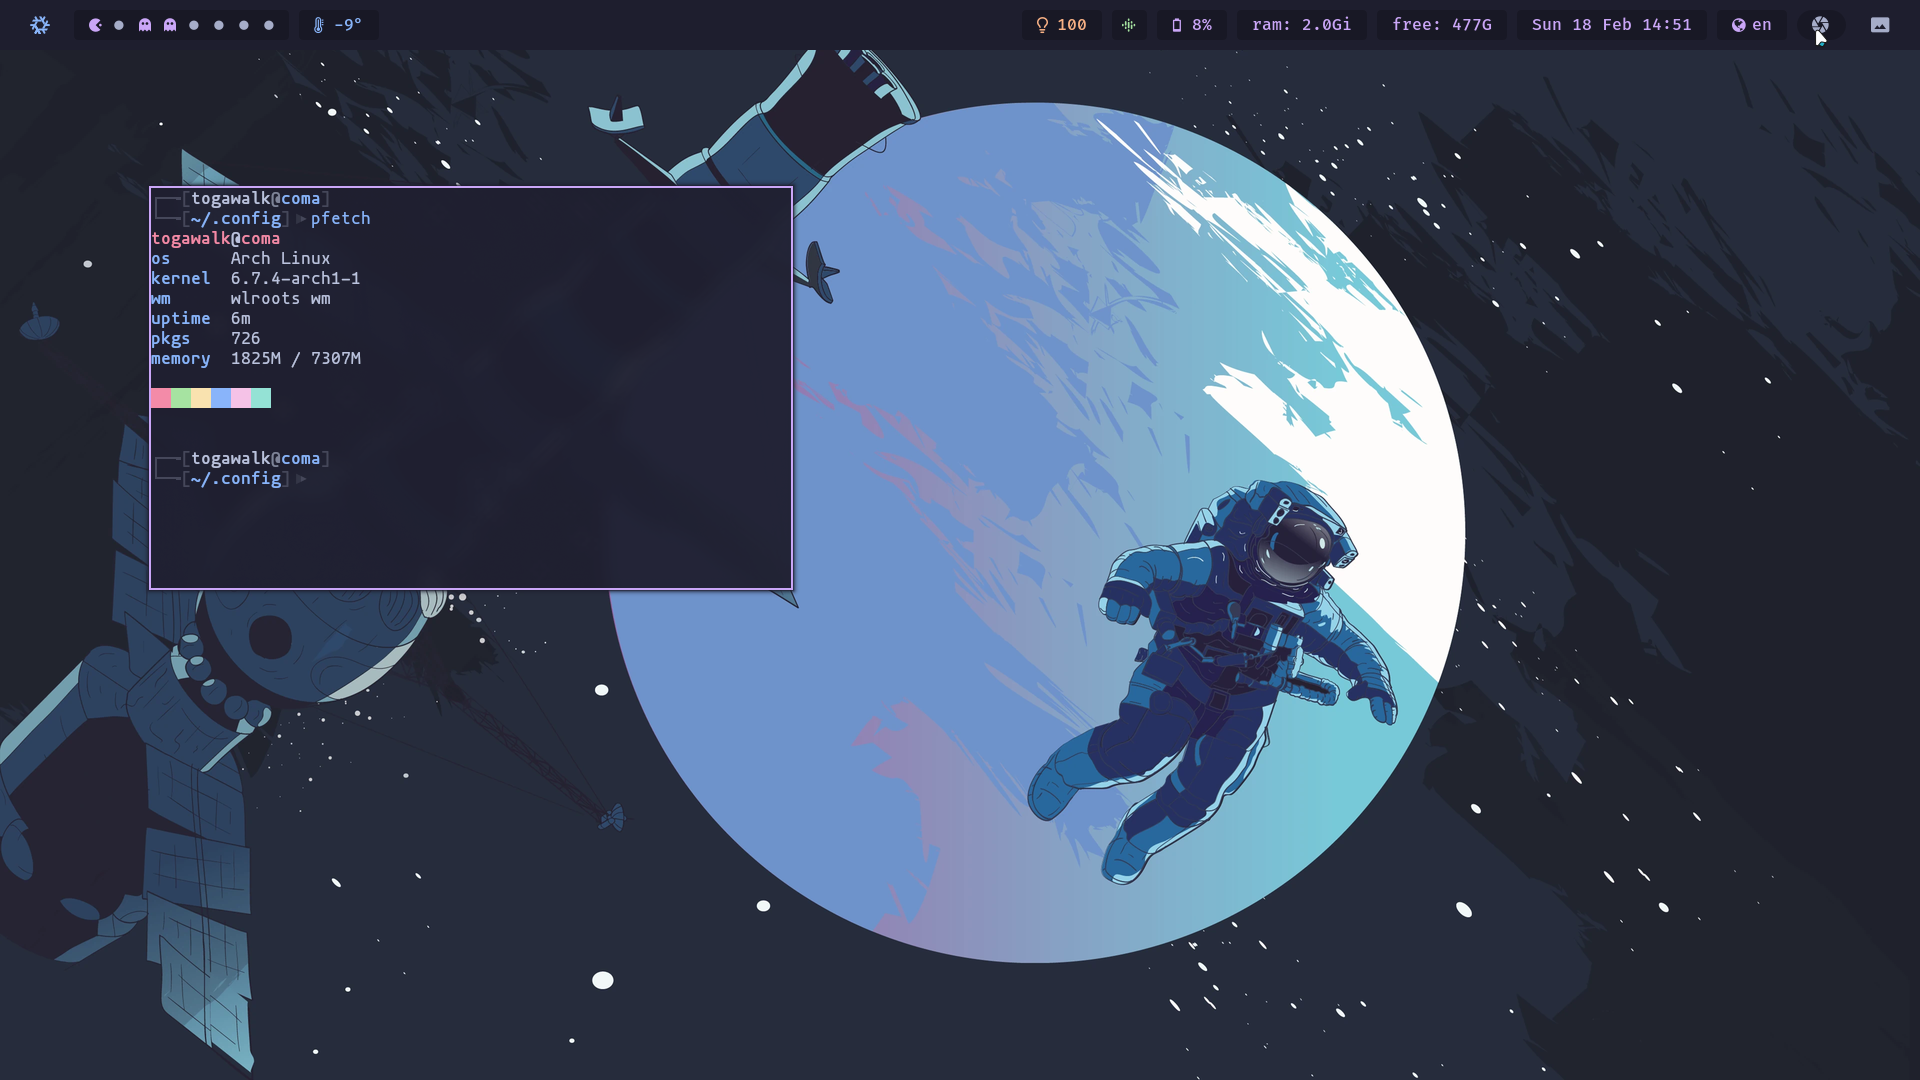 -9°
100
8%
ram: 2.0Gi
free: 477G
Sun 18 Feb 14:51
en
[togawalk@coma]
[~/.config] pfetch
togawalk@coma
os Arch Linux
kernel 6.7.4-arch1-1
wm wlroots wm
uptime 6m
pkgs 726
memory 1825M / 7307M
[togawalk@coma]
[~/.config]